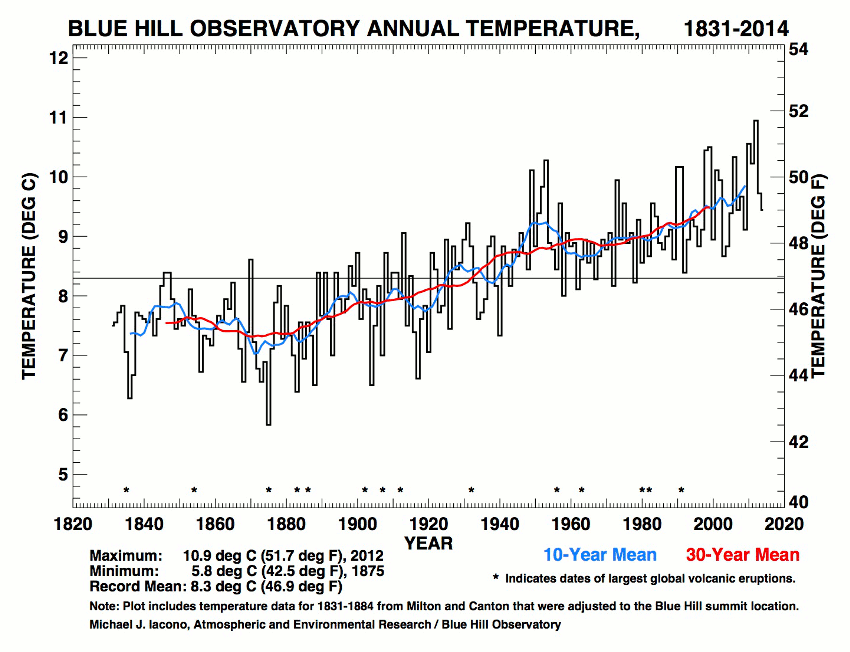 BLUE HILL OBSERVATORY ANNUAL TEMPERATURE, 1831-2014
12
11
10
9
8
7
6
5
TEMPERATURE (DEG C)
54
52
50
48
46
44
42
40
TEMPERATURE (DEG F)
* * * * * * * * * * * * * *
1820 1840 1860 1880 1900 1920 1940 1960 1980 2000 2020
YEAR
Maximum: 10.9 deg C (51.7 deg F), 2012
Minimum: 5.8 deg C (42.5 deg F), 1875
Record Mean: 8.3 deg C (46.9 deg F)
10-Year Mean 30-Year Mean
* Indicates dates of largest global volcanic eruptions.
Note: Plot includes temperature data for 1831-1884 from Milton and Canton that were adjusted to the Blue Hill summit location.
Michael J. Iacono, Atmospheric and Environmental Research / Blue Hill Observatory